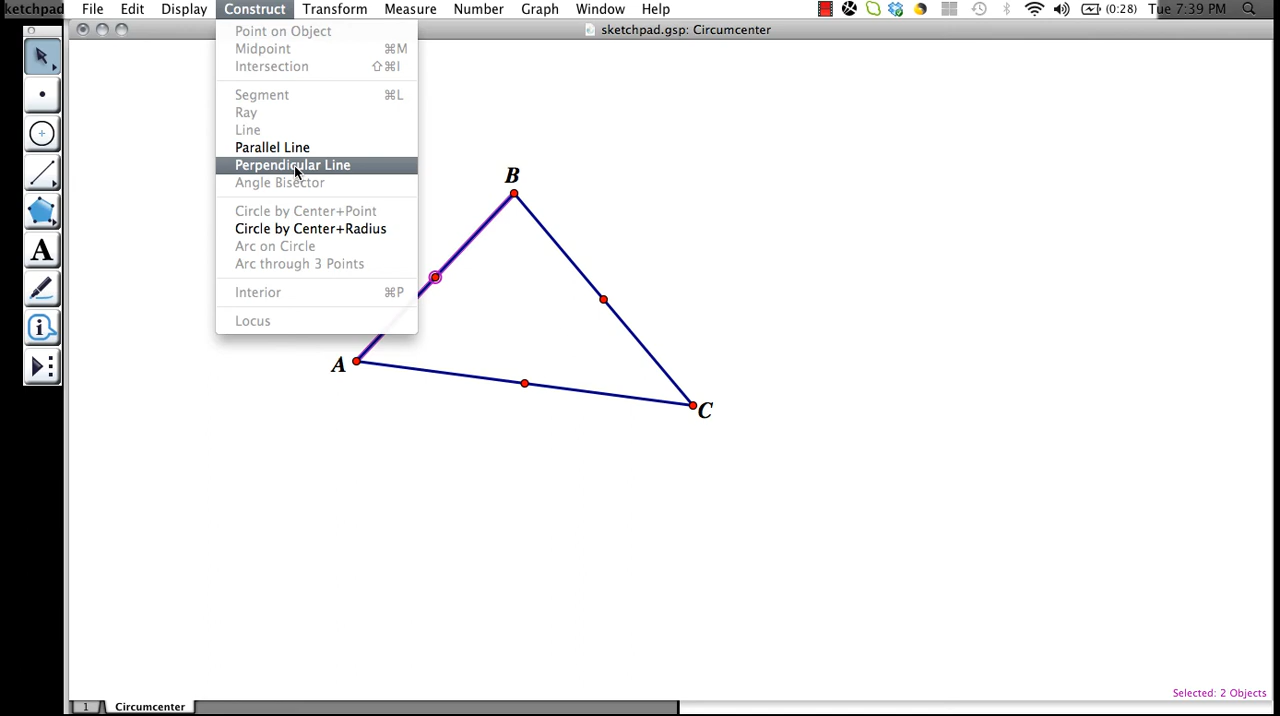 ketchpad File Edit Display Construct Transform Measure Number Graph Window Help (0:28) Tue 7:39 PM
sketchpad.gsp: Circumcenter
Point on Object
Midpoint ⌘M
Intersection ⇧⌘I
Segment ⌘L
Ray
Line
Parallel Line
Perpendicular Line
Angle Bisector
Circle by Center+Point
Circle by Center+Radius
Arc on Circle
Arc through 3 Points
Interior ⌘P
Locus
A
B
A
C
Selected: 2 Objects
1 Circumcenter